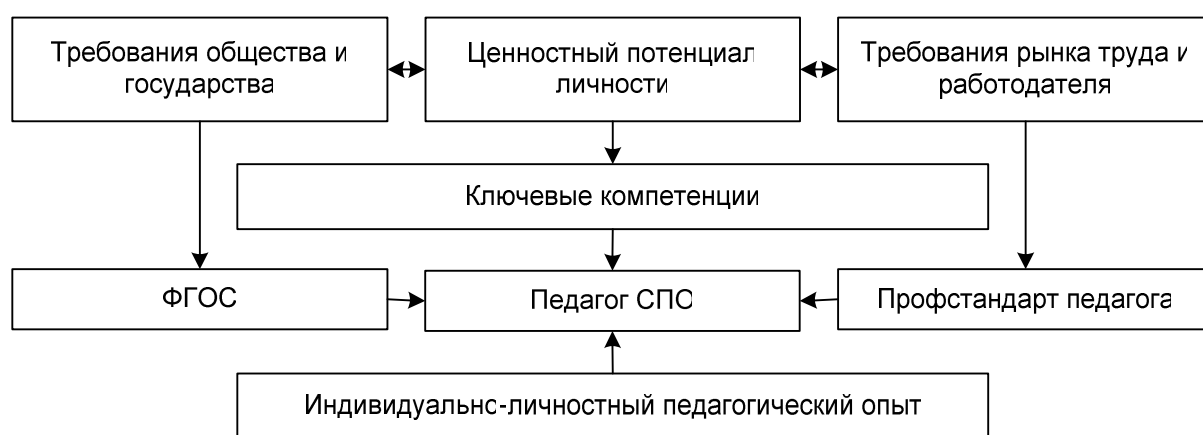 Требования общества и
государства
Ценностный потенциал
личности
Требования рынка труда и
работодателя
Ключевые компетенции
ФГОС
Педагог СПО
Профстандарт педагога
Индивидуально-личностный педагогический опыт